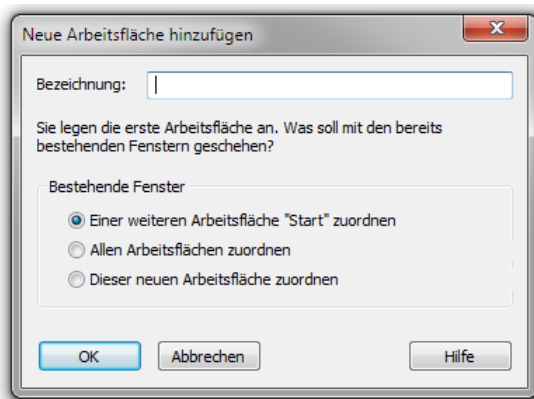 Neue Arbeitsfläche hinzufügen
Bezeichnung:
Sie legen die erste Arbeitsfläche an. Was soll mit den bereits
bestehenden Fenstern geschehen?
Bestehende Fenster
Einer weiteren Arbeitsfläche "Start" zuordnen
Allen Arbeitsflächen zuordnen
Dieser neuen Arbeitsfläche zuordnen
OK Abbrechen Hilfe